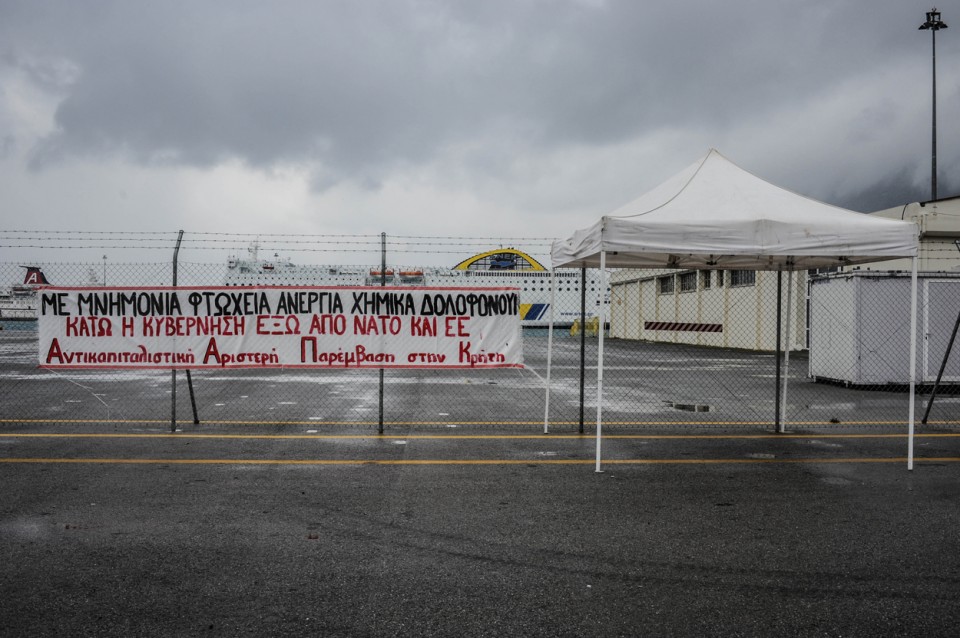 ΜΕ ΜΝΗΜΟΝΙΑ ΦΤΩΧΕΙΑ ΑΝΕΡΓΙΑ ΧΗΜΙΚΑ ΔΟΛΟΦΟΝΟΥΝ
ΚΑΤΩ Η ΚΥΒΕΡΝΗΣΗ ΕΞΩ ΑΠΟ ΝΑΤΟ ΚΑΙ ΕΕ
Αντικαπιταλιστική Αριστερή Παρέμβαση στην Κρήτη